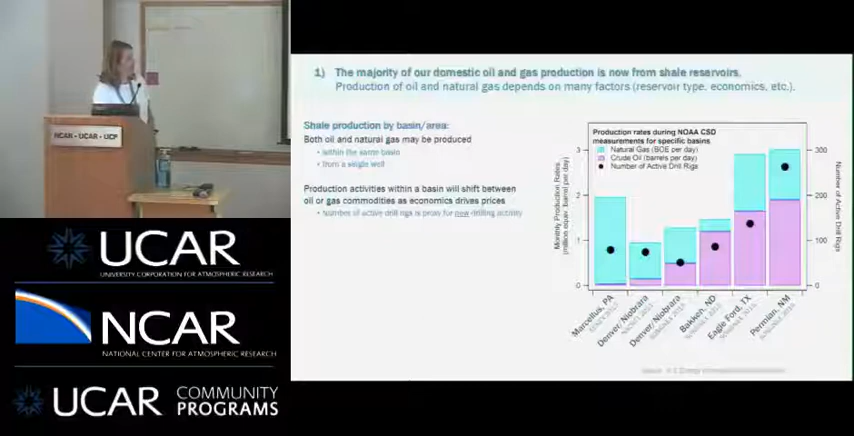 NCAR - UCAR - UCP
UCAR
UNIVERSITY CORPORATION FOR ATMOSPHERIC RESEARCH
NCAR
NATIONAL CENTER FOR ATMOSPHERIC RESEARCH
UCAR COMMUNITY PROGRAMS
1) The majority of our domestic oil and gas production is now from shale reservoirs.
Production of oil and natural gas depends on many factors (reservoir type, economics, etc.).
Shale production by basin/area:
Both oil and natural gas may be produced
• within the same basin
• from a single well
Production activities within a basin will shift between
oil or gas commodities as economics drives prices
• Number of active drill rigs is proxy for new drilling activity
Production rates during NOAA CSD
measurements for specific basins
Natural Gas (BOE per day)
Crude Oil (barrels per day)
Number of Active Drill Rigs
Monthly Production Rates
(million equiv. barrel per day)
3
2
1
0
300
200
100
0
Number of Active Drill Rigs
Marcellus, PA
Denver/Niobrara
Denver/Niobrara
Bakken, ND
Eagle Ford, TX
Permian, NM